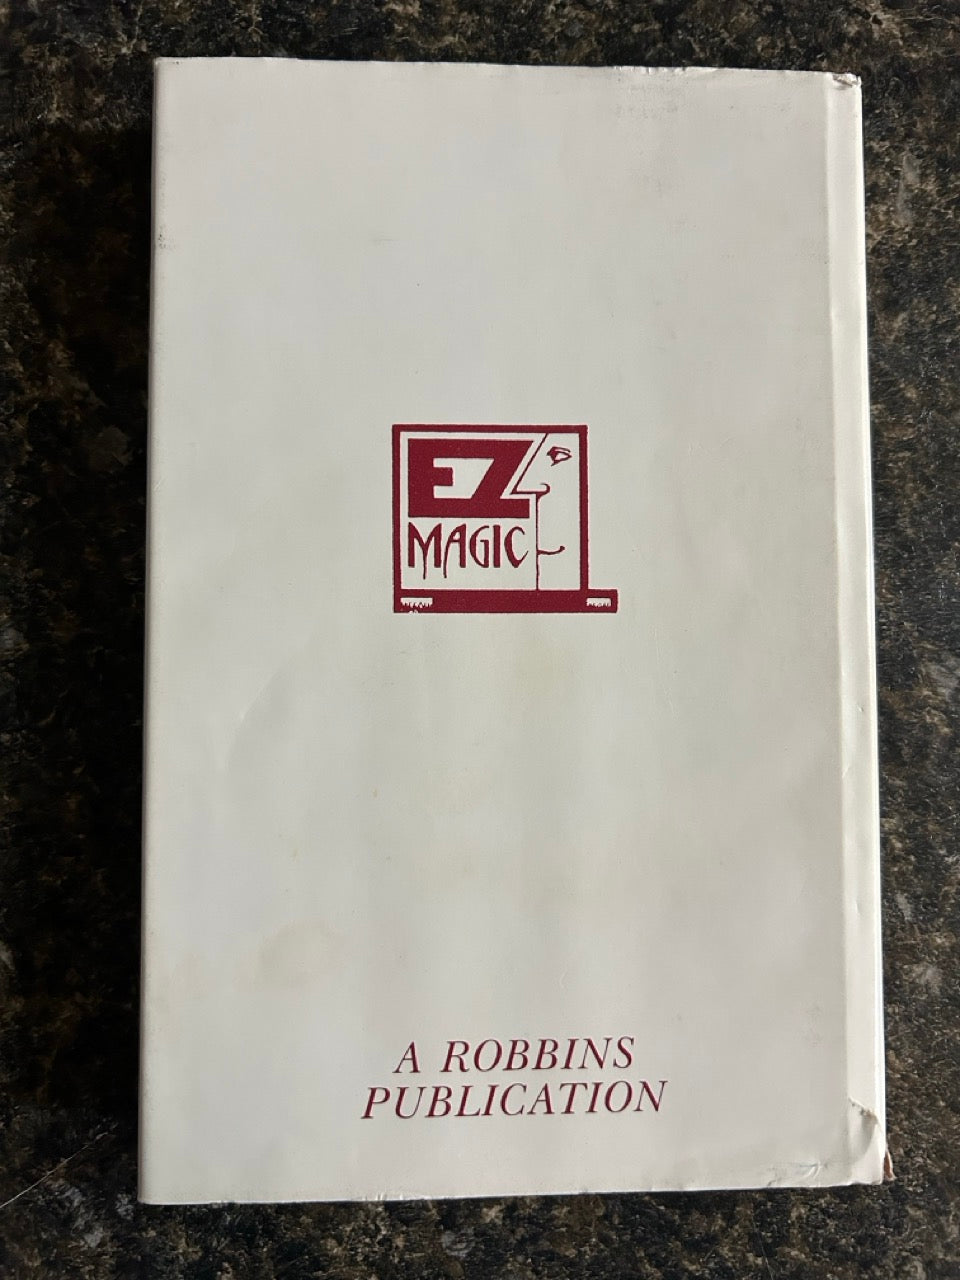 EZ
MAGIC
A ROBBINS
PUBLICATION